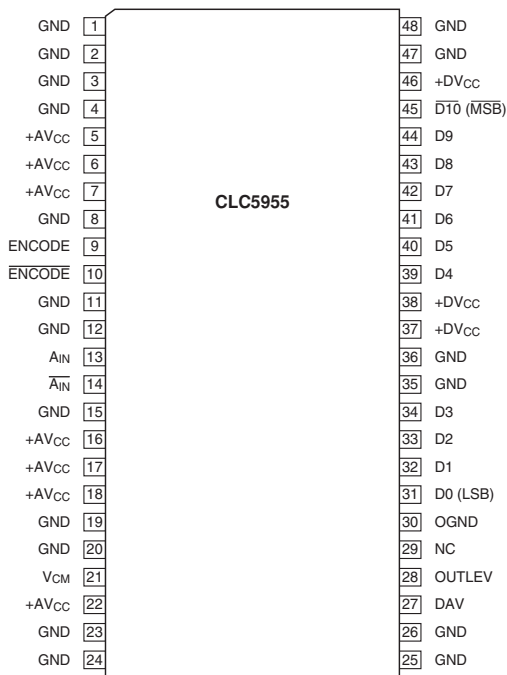 GND 1 48 GND
GND 2 47 GND
GND 3 46 +DVCC
GND 4 45 D̅1̅0̅ (M̅S̅B̅)
+AVCC 5 44 D9
+AVCC 6 43 D8
+AVCC 7 42 D7
CLC5955
GND 8 41 D6
ENCODE 9 40 D5
E̅N̅C̅O̅D̅E̅ 10 39 D4
GND 11 38 +DVCC
GND 12 37 +DVCC
AIN 13 36 GND
A̅I̅N̅ 14 35 GND
GND 15 34 D3
+AVCC 16 33 D2
+AVCC 17 32 D1
+AVCC 18 31 D0 (LSB)
GND 19 30 OGND
GND 20 29 NC
VCM 21 28 OUTLEV
+AVCC 22 27 DAV
GND 23 26 GND
GND 24 25 GND